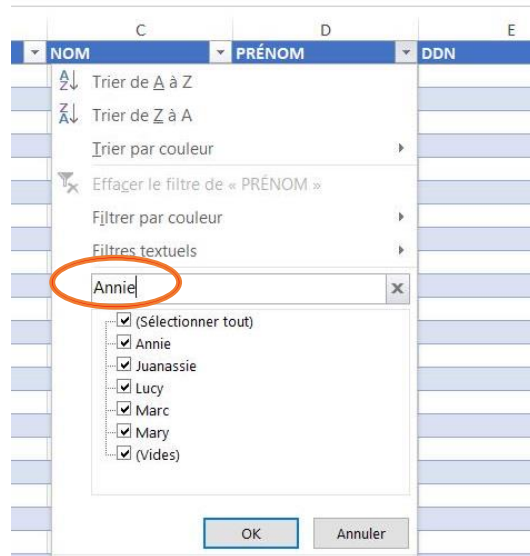 C D E
NOM PRÉNOM DDN
Trier de A à Z
Trier de Z à A
Trier par couleur
Effacer le filtre de « PRÉNOM »
Filtrer par couleur
Filtres textuels
Annie
(Sélectionner tout)
Annie
Juanassie
Lucy
Marc
Mary
(Vides)
OK Annuler